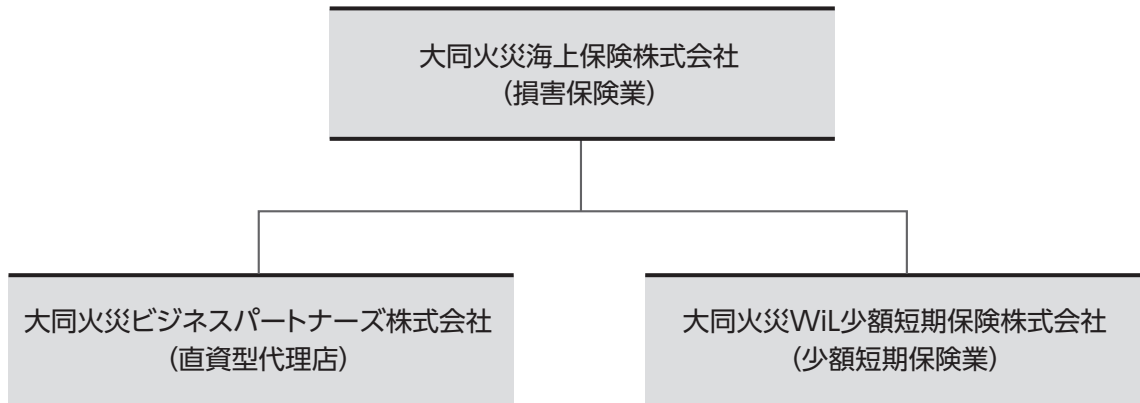 大同火災海上保険株式会社
（損害保険業）
大同火災ビジネスパートナーズ株式会社
（直資型代理店）
大同火災WiL少額短期保険株式会社
（少額短期保険業）